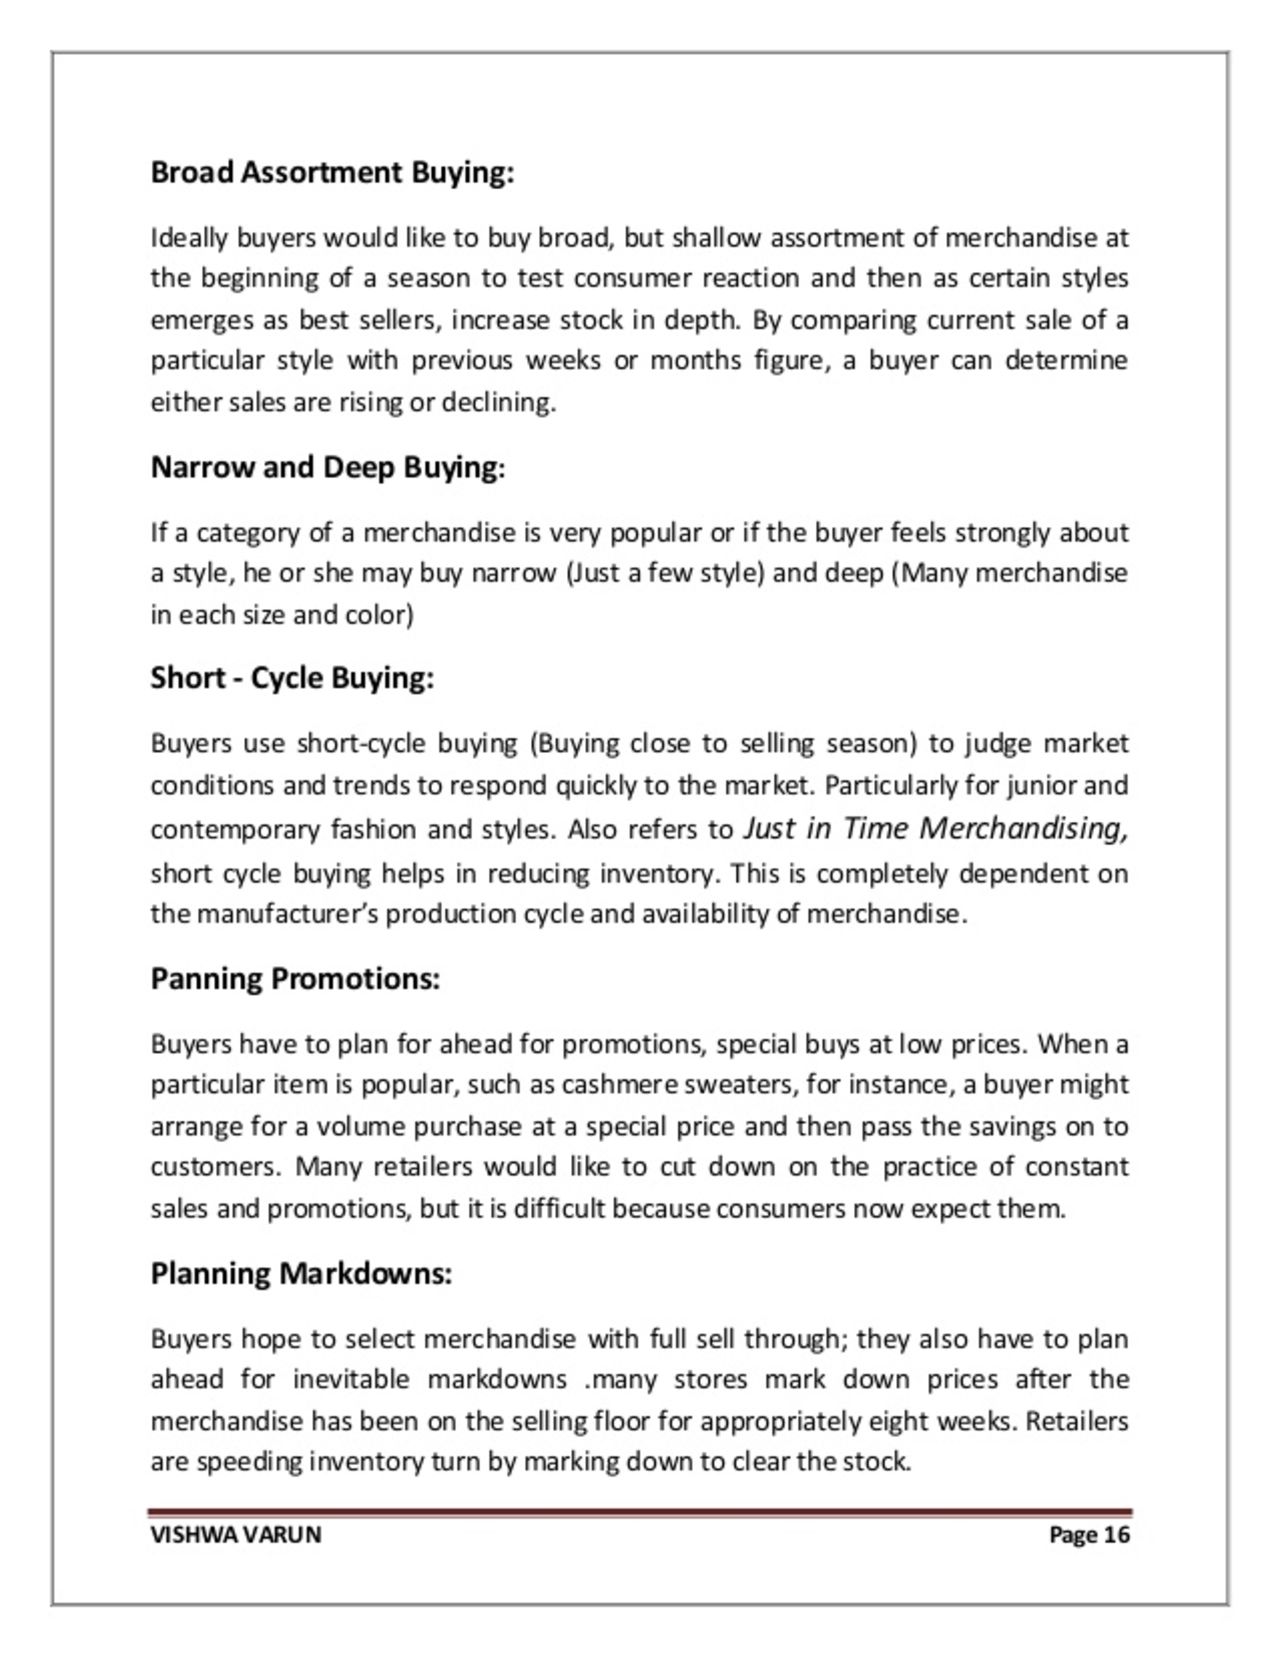 Broad Assortment Buying:
Ideally buyers would like to buy broad, but shallow assortment of merchandise at
the beginning of a season to test consumer reaction and then as certain styles
emerges as best sellers, increase stock in depth. By comparing current sale of a
particular style with previous weeks or months figure, a buyer can determine
either sales are rising or declining.
Narrow and Deep Buying:
If a category of a merchandise is very popular or if the buyer feels strongly about
a style, he or she may buy narrow (Just a few style) and deep (Many merchandise
in each size and color)
Short - Cycle Buying:
Buyers use short-cycle buying (Buying close to selling season) to judge market
conditions and trends to respond quickly to the market. Particularly for junior and
contemporary fashion and styles. Also refers to Just in Time Merchandising,
short cycle buying helps in reducing inventory. This is completely dependent on
the manufacturer’s production cycle and availability of merchandise.
Panning Promotions:
Buyers have to plan for ahead for promotions, special buys at low prices. When a
particular item is popular, such as cashmere sweaters, for instance, a buyer might
arrange for a volume purchase at a special price and then pass the savings on to
customers. Many retailers would like to cut down on the practice of constant
sales and promotions, but it is difficult because consumers now expect them.
Planning Markdowns:
Buyers hope to select merchandise with full sell through; they also have to plan
ahead for inevitable markdowns .many stores mark down prices after the
merchandise has been on the selling floor for appropriately eight weeks. Retailers
are speeding inventory turn by marking down to clear the stock.
VISHWA VARUN Page 16